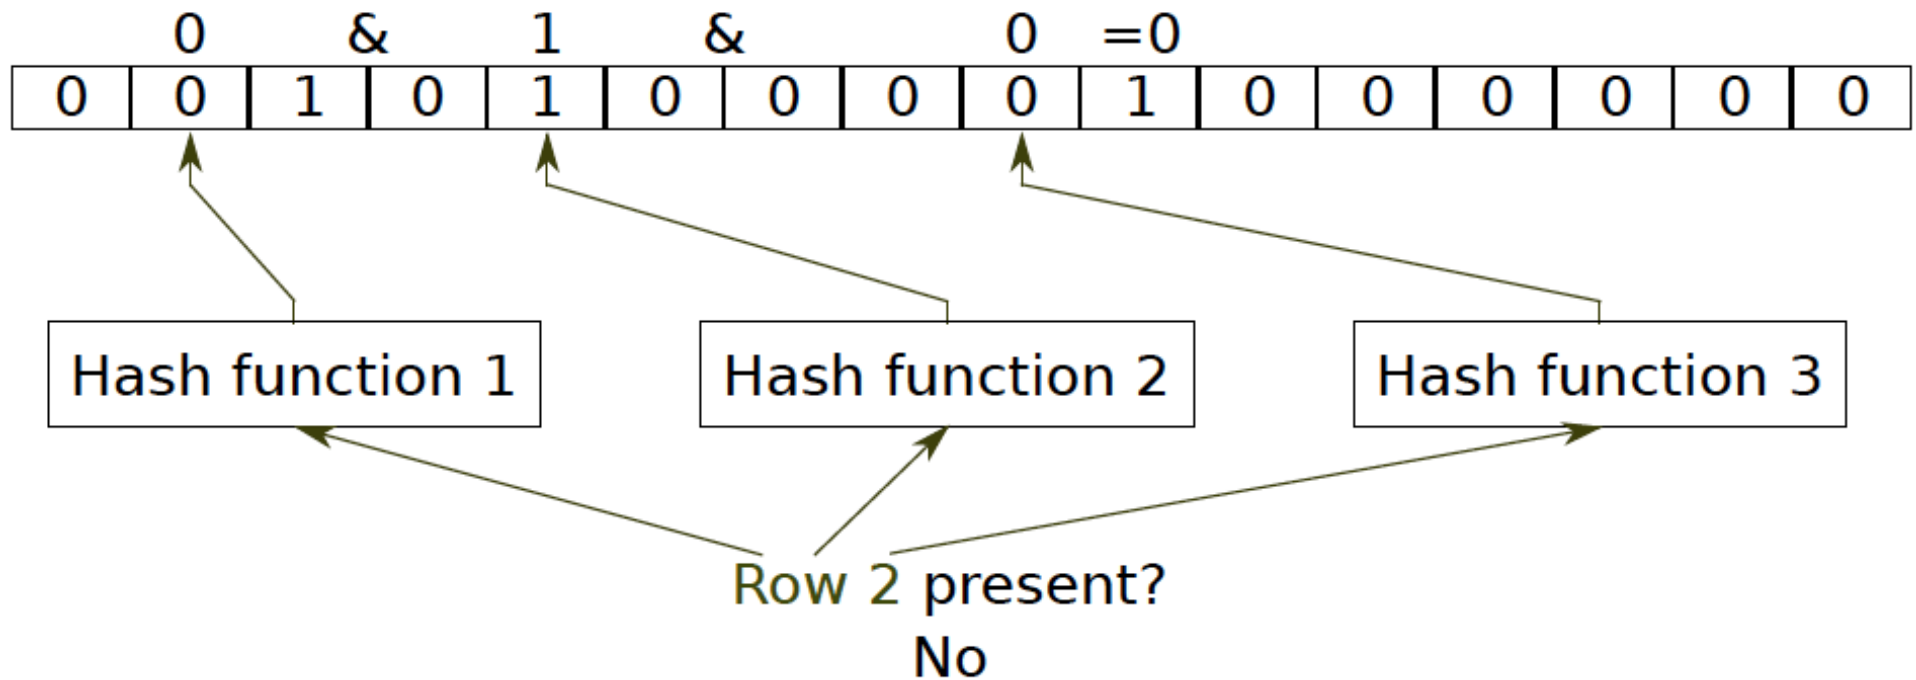 0 & 1 & 0 =0
0 0 1 0 1 0 0 0 0 1 0 0 0 0 0 0
Hash function 1 Hash function 2 Hash function 3
Row 2 present?
No